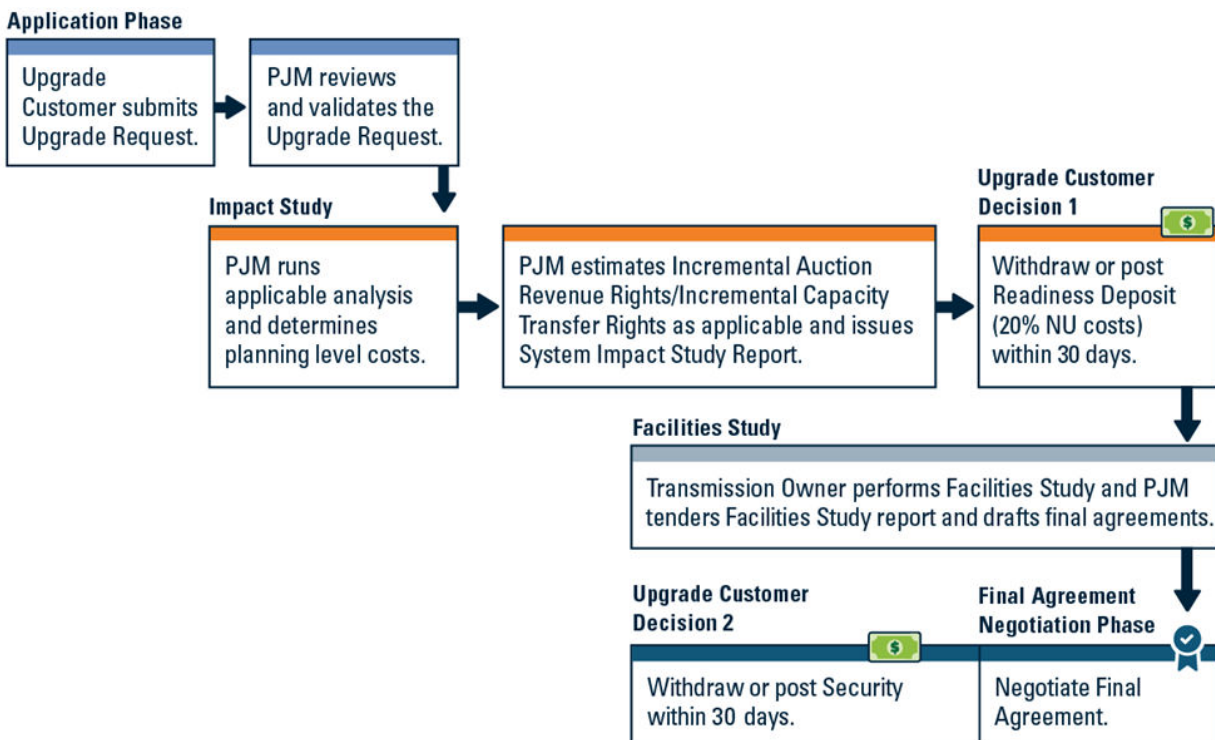 Application Phase
Upgrade
Customer submits
Upgrade Request.
PJM reviews
and validates the
Upgrade Request.
Impact Study
PJM runs
applicable analysis
and determines
planning level costs.
PJM estimates Incremental Auction
Revenue Rights/Incremental Capacity
Transfer Rights as applicable and issues
System Impact Study Report.
Upgrade Customer
Decision 1
$
Withdraw or post
Readiness Deposit
(20% NU costs)
within 30 days.
Facilities Study
Transmission Owner performs Facilities Study and PJM
tenders Facilities Study report and drafts final agreements.
Upgrade Customer
Decision 2
$
Withdraw or post Security
within 30 days.
Final Agreement
Negotiation Phase
Negotiate Final
Agreement.